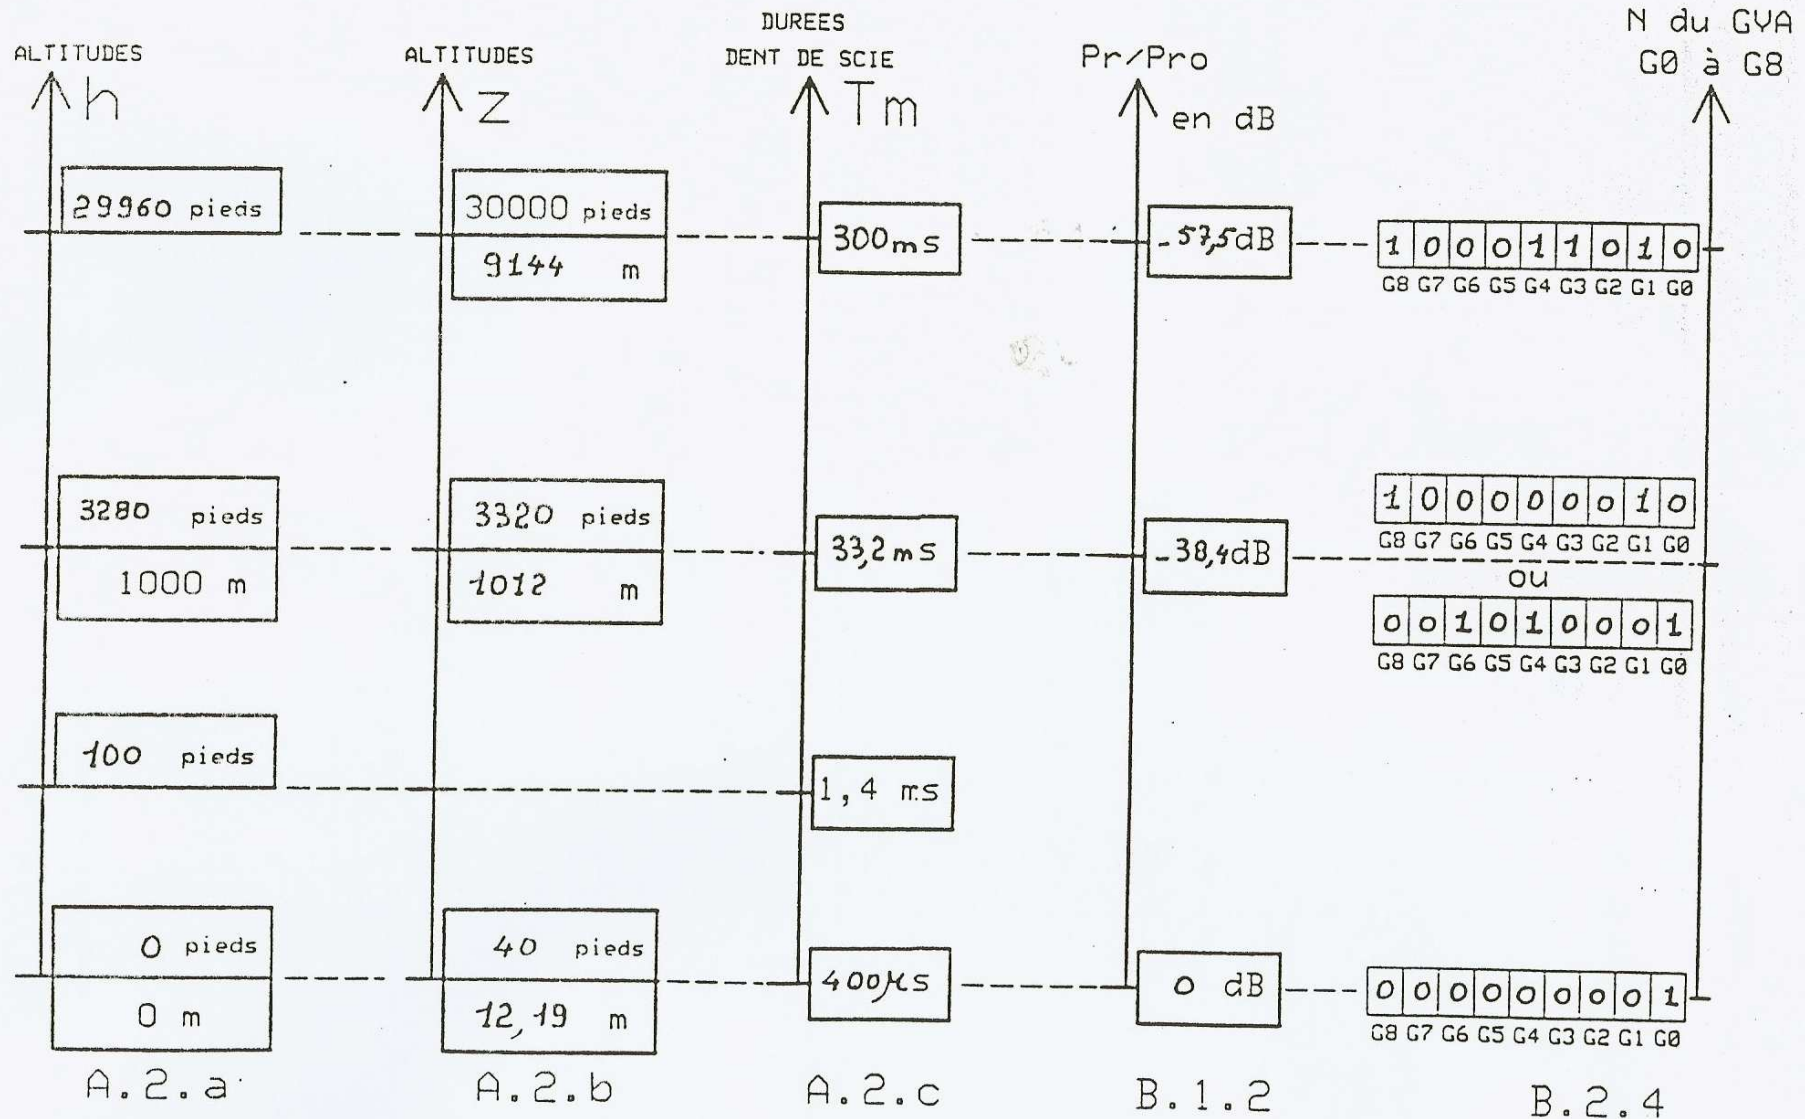 ALTITUDES
h
ALTITUDES
z
DUREES
DENT DE SCIE
Tm
Pr/Pro
en dB
N du GVA
G0 à G8
29960 pieds
30000 pieds
9144 m
300ms
-57,5dB
1 0 0 0 1 1 0 1 0
G8 G7 G6 G5 G4 G3 G2 G1 G0
3280 pieds
1000 m
3320 pieds
1012 m
33,2ms
-38,4dB
1 0 0 0 0 0 0 1 0
G8 G7 G6 G5 G4 G3 G2 G1 G0
ou
0 0 1 0 1 0 0 0 1
G8 G7 G6 G5 G4 G3 G2 G1 G0
100 pieds
1,4 ms
0 pieds
0 m
40 pieds
12,19 m
400µs
0 dB
0 0 0 0 0 0 0 0 1
G8 G7 G6 G5 G4 G3 G2 G1 G0
A.2.a
A.2.b
A.2.c
B.1.2
B.2.4